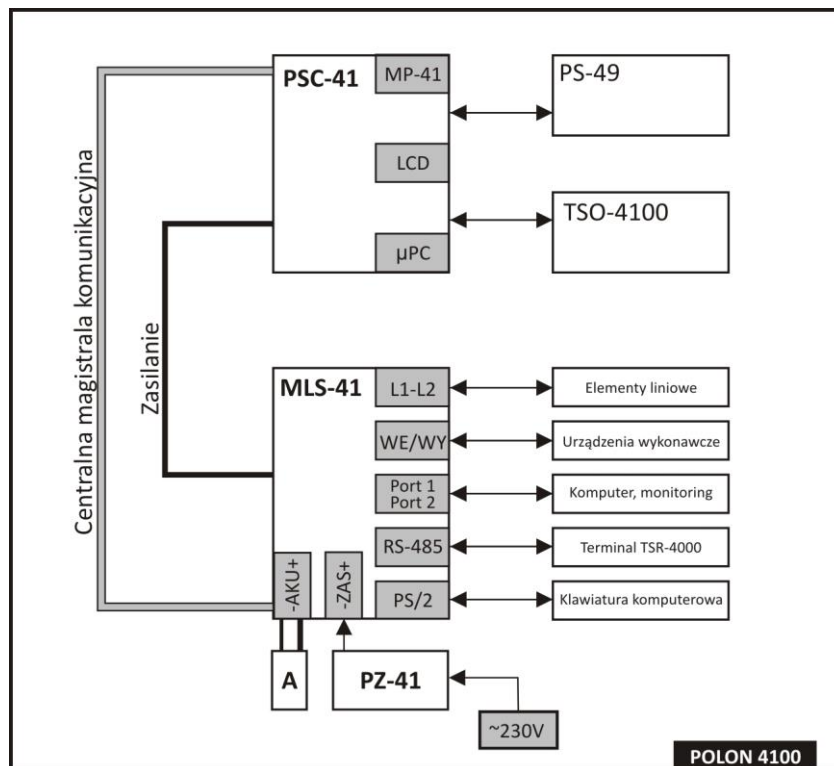 PSC-41
MP-41
LCD
µPC
PS-49
TSO-4100
Centralna magistrala komunikacyjna
Zasilanie
MLS-41
L1-L2
WE/WY
Port 1
Port 2
RS-485
PS/2
-AKU+
-ZAS+
Elementy liniowe
Urządzenia wykonawcze
Komputer, monitoring
Terminal TSR-4000
Klawiatura komputerowa
A
PZ-41
~230V
POLON 4100